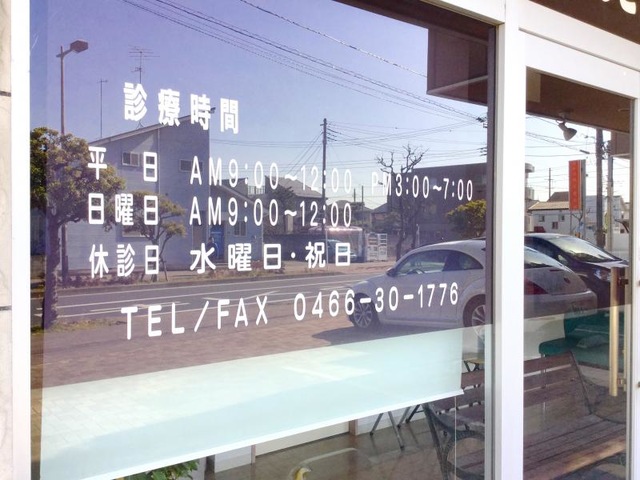 診療時間
平日 AM9:00~12:00 PM3:00~7:00
日曜日 AM9:00~12:00
休診日 水曜日・祝日
TEL/FAX 0466-30-1776